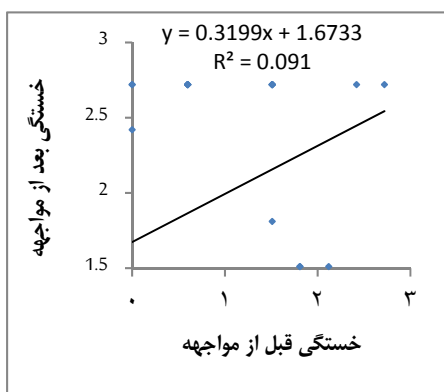 y = 0.3199x + 1.6733
R² = 0.091
3
2.5
2
1.5
۰ ۱ ۲ ۳
خستگی بعد از مواجهه
خستگی قبل از مواجهه